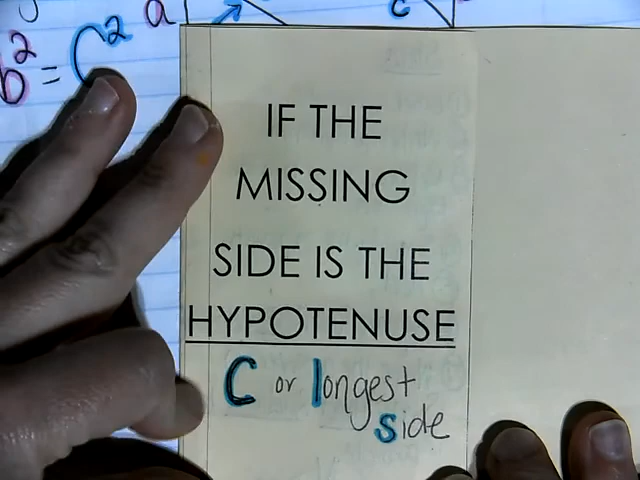 a c
b² = C²
IF THE
MISSING
SIDE IS THE
HYPOTENUSE
C or longest
side